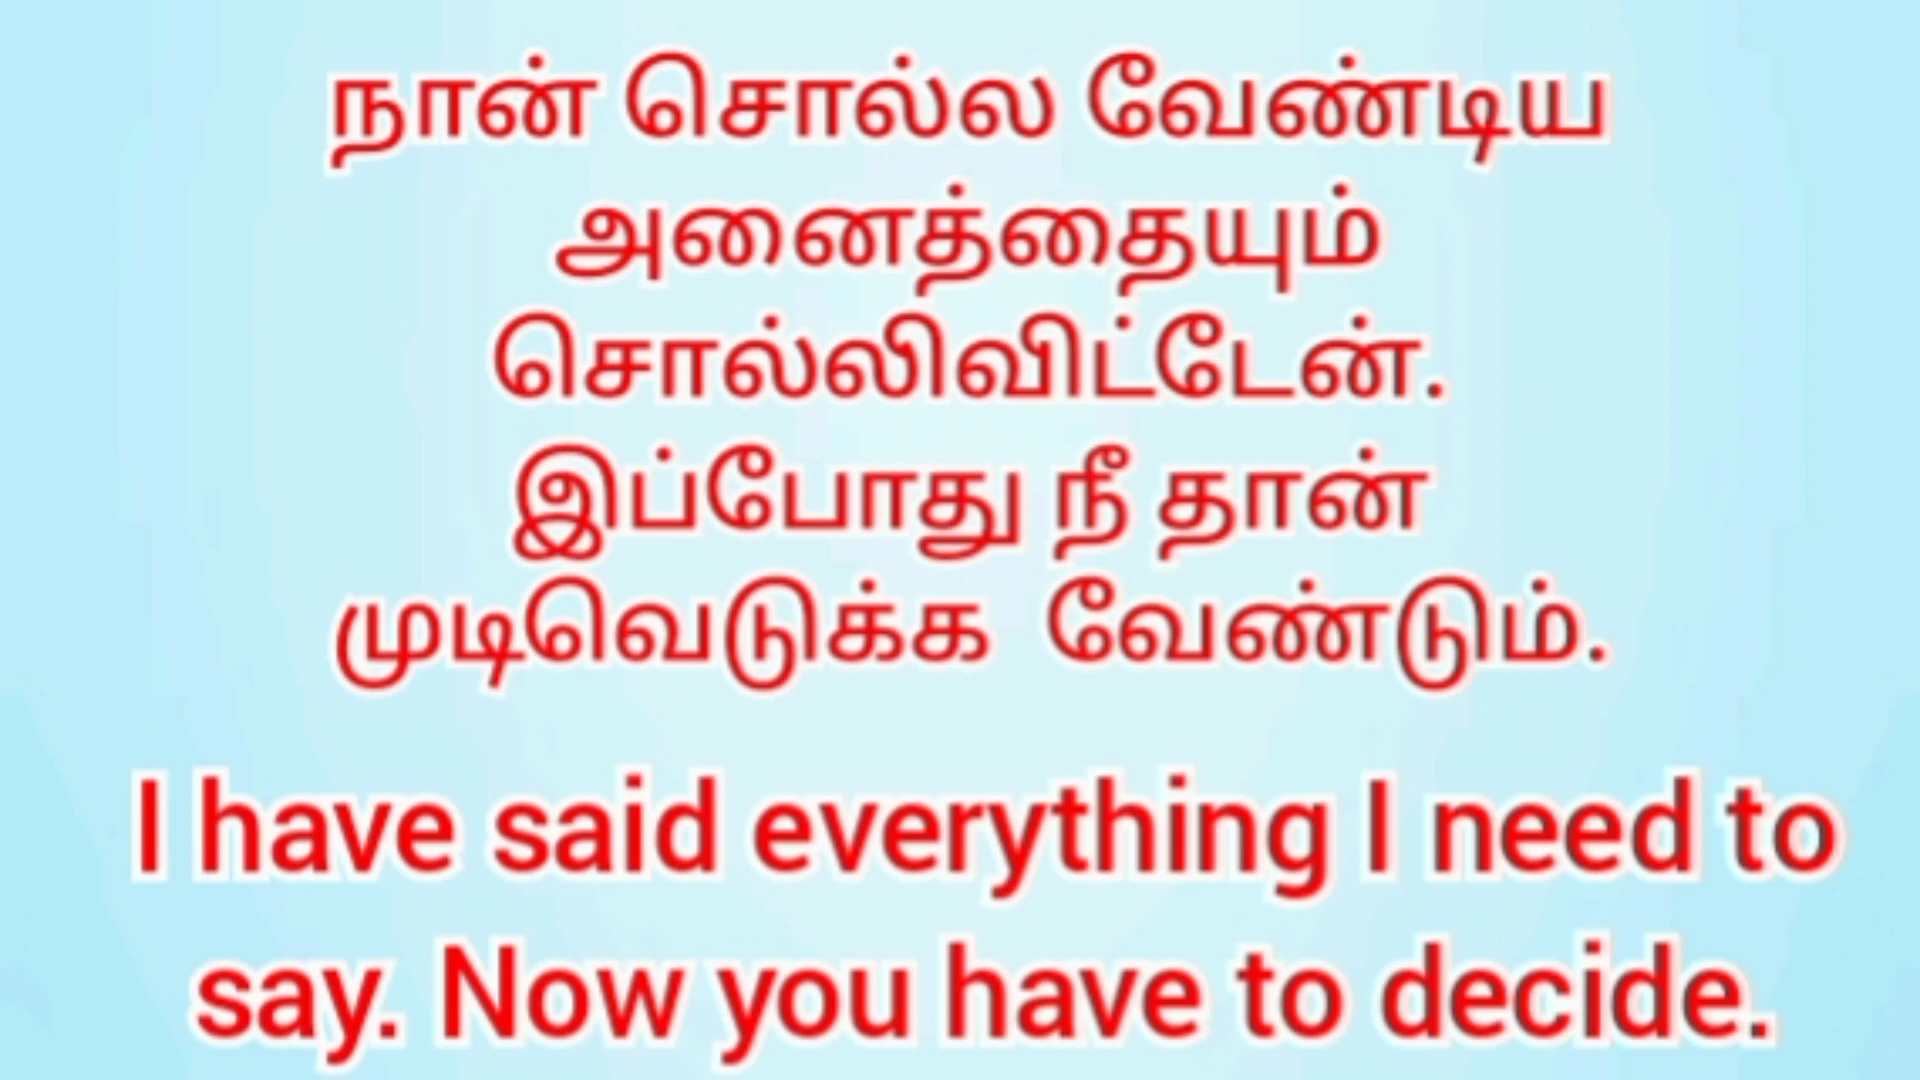 நான் சொல்ல வேண்டிய
அனைத்தையும்
சொல்லிவிட்டேன்.
இப்போது நீ தான்
முடிவெடுக்க வேண்டும்.
I have said everything I need to
say. Now you have to decide.